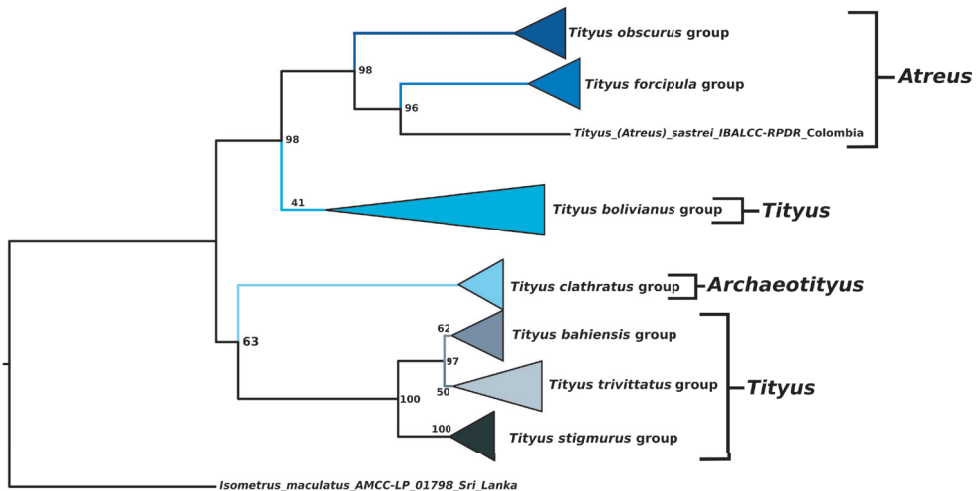 Tityus obscurus group
Atreus
98
Tityus forcipula group
96
Tityus_(Atreus)_sastrei_IBALCC-RPDR_Colombia
98
41
Tityus bolivianus group
Tityus
Tityus clathratus group
Archaeotityus
62
Tityus bahiensis group
63
97
50
Tityus trivittatus group
Tityus
100
100
Tityus stigmurus group
Isometrus_maculatus_AMCC-LP_01798_Sri_Lanka